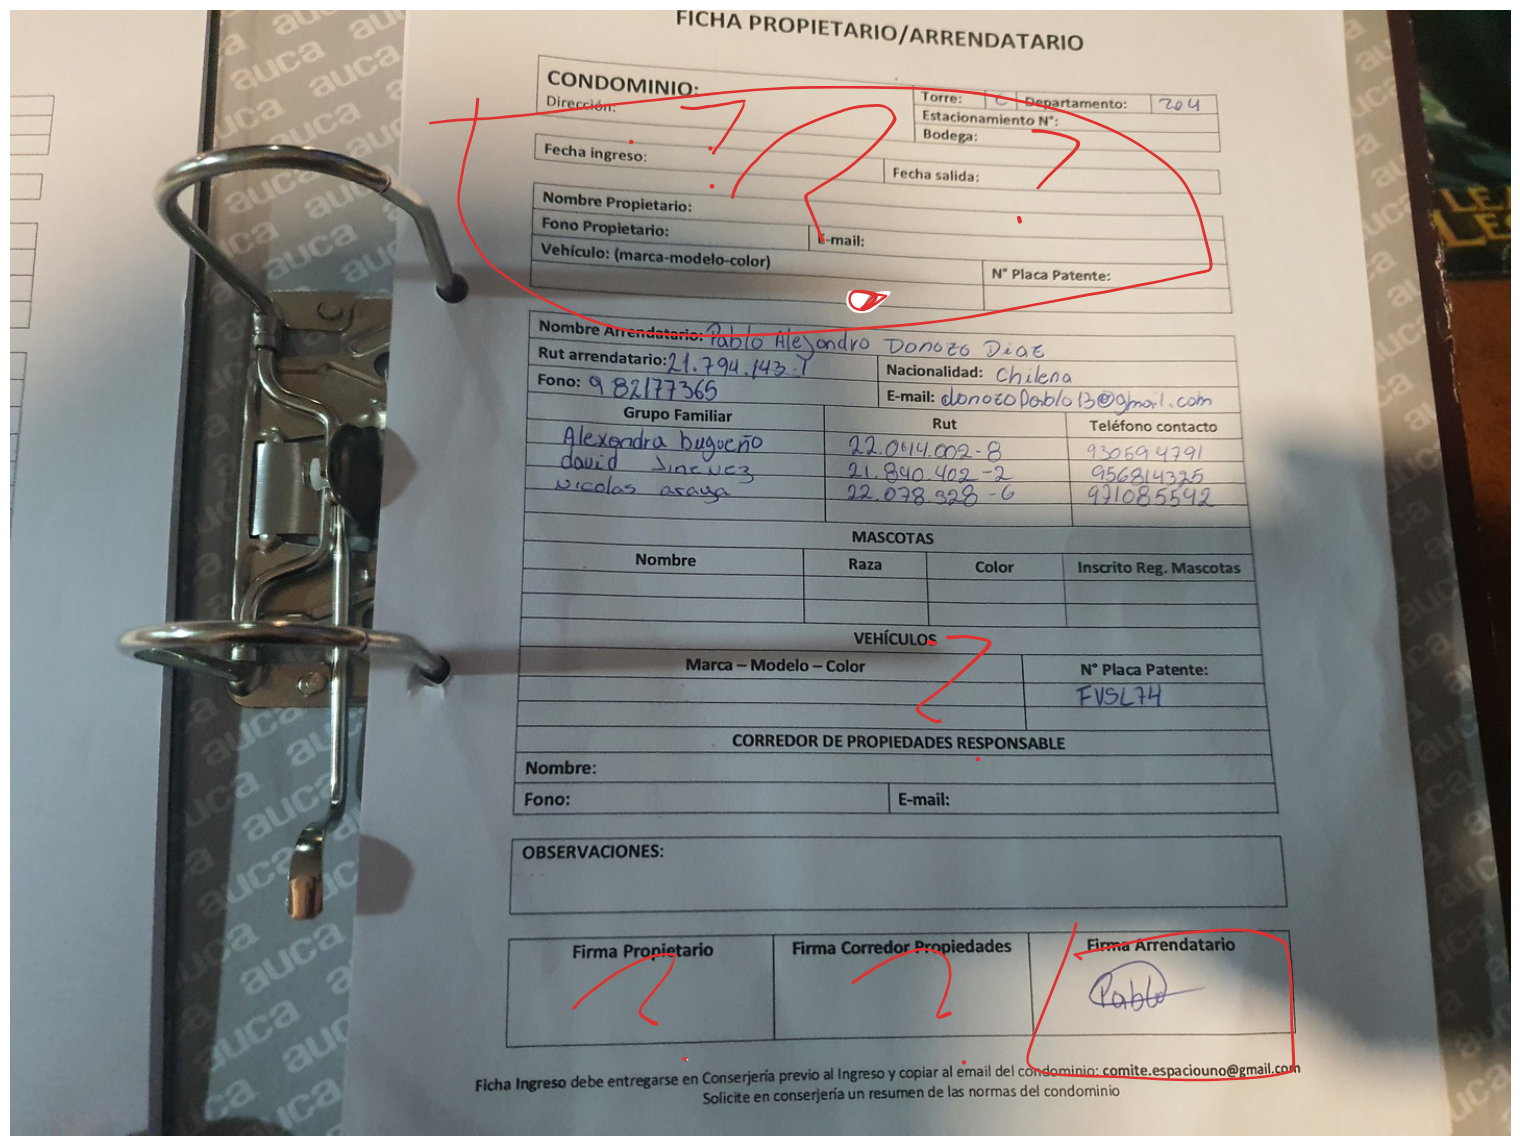 FICHA PROPIETARIO/ARRENDATARIO
CONDOMINIO:
Dirección:
Torre: C Departamento: 204
Estacionamiento N°:
Bodega:
Fecha ingreso:
Fecha salida:
Nombre Propietario:
Fono Propietario:
E-mail:
Vehículo: (marca-modelo-color)
N° Placa Patente:
Nombre Arrendatario: Pablo Alejandro Donozo Diaz
Rut arrendatario: 21.794.143-1
Nacionalidad: Chilena
Fono: 9 82177365
E-mail: donozoPablo13@gmail.com
Grupo Familiar Rut Teléfono contacto
Alexandra bugueño 22.044.002-8 930594791
david Jimenez 21.840.402-2 956814325
Nicolas araya 22.078.328-6 971085592
MASCOTAS
Nombre Raza Color Inscrito Reg. Mascotas
VEHÍCULOS
Marca – Modelo – Color N° Placa Patente:
FVSL74
CORREDOR DE PROPIEDADES RESPONSABLE
Nombre:
Fono: E-mail:
OBSERVACIONES:
Firma Propietario Firma Corredor Propiedades Firma Arrendatario
Pablo
Ficha Ingreso debe entregarse en Conserjería previo al Ingreso y copiar al email del condominio: comite.espaciouno@gmail.com
Solicite en conserjería un resumen de las normas del condominio
auca